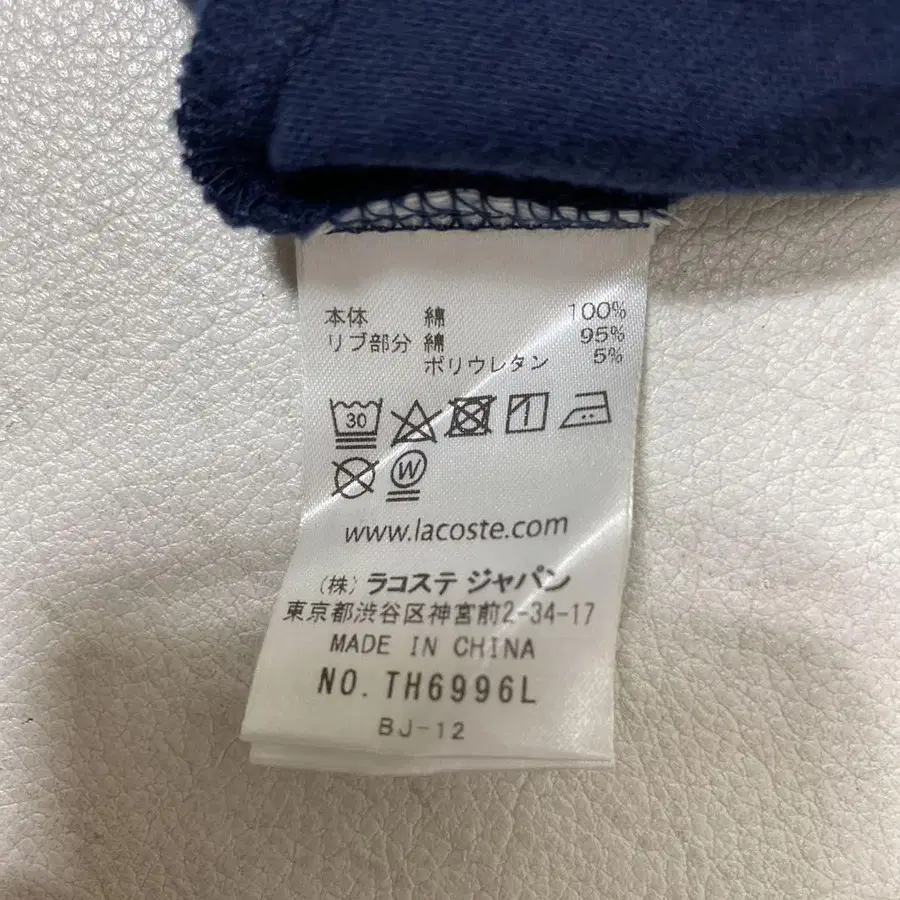 本体 綿 100%
リブ部分 綿 95%
ポリウレタン 5%
30
W
www.lacoste.com
(株) ラコステ ジャパン
東京都渋谷区神宮前2-34-17
MADE IN CHINA
NO. TH6996L
BJ-12